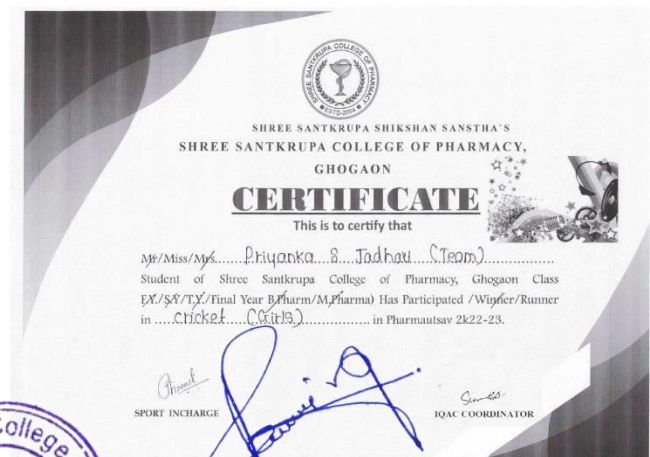 SHREE SANTKRUPA COLLEGE OF PHARMACY
ESTD-2004
SHREE SANTKRUPA SHIKSHAN SANSTHA'S
SHREE SANTKRUPA COLLEGE OF PHARMACY,
GHOGAON
CERTIFICATE
This is to certify that
Mr/Miss/Mrs......Priyanka S Jadhav (Team)......
Student of Shree Santkrupa College of Pharmacy, Ghogaon Class
F.Y./S.Y/T.Y./Final Year B.Pharm/M.Pharma) Has Participated /Winner/Runner
in ......Cricket (Girls.)...... in Pharmautsav 2k22-23.
SPORT INCHARGE
IQAC COORDINATOR
College